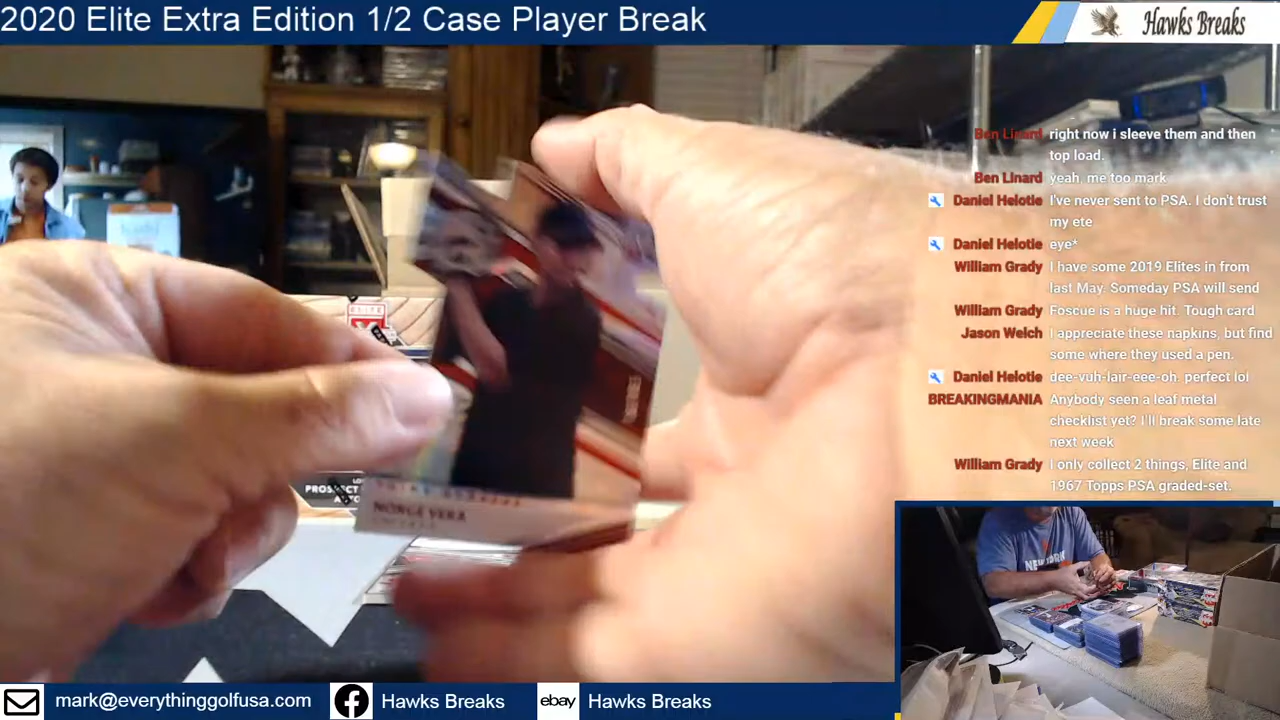 2020 Elite Extra Edition 1/2 Case Player Break
Hawks Breaks
Ben Linard right now i sleeve them and then
top load.
Ben Linard yeah, me too mark
Daniel Helotie I've never sent to PSA. I don't trust
my ete
Daniel Helotie eye*
William Grady I have some 2019 Elites in from
last May. Someday PSA will send
William Grady Foscue is a huge hit. Tough card
Jason Welch I appreciate these napkins, but find
some where they used a pen.
Daniel Helotie dee-vuh-lair-eee-oh. perfect lol
BREAKINGMANIA Anybody seen a leaf metal
checklist yet? I'll break some late
next week
William Grady I only collect 2 things, Elite and
1967 Topps PSA graded-set.
ELITE
NORGE VERA
NEW YORK
mark@everythinggolfusa.com
Hawks Breaks
ebay
Hawks Breaks